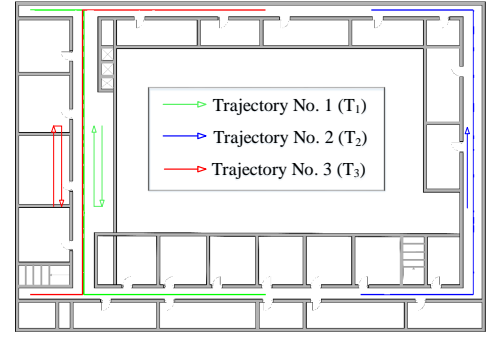 Trajectory No. 1 (T₁)
Trajectory No. 2 (T₂)
Trajectory No. 3 (T₃)